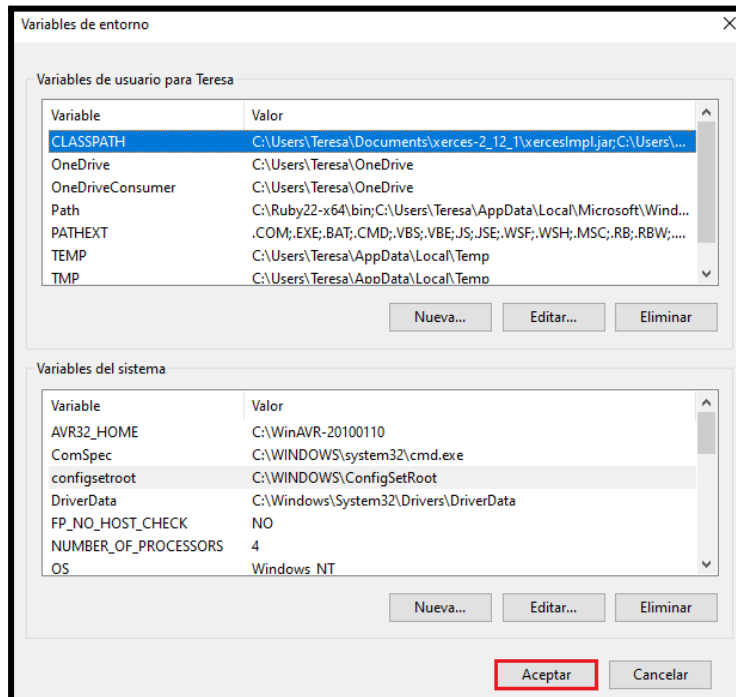 Variables de entorno
Variables de usuario para Teresa
Variable Valor
CLASSPATH C:\Users\Teresa\Documents\xerces-2_12_1\xercesImpl.jar;C:\Users\...
OneDrive C:\Users\Teresa\OneDrive
OneDriveConsumer C:\Users\Teresa\OneDrive
Path C:\Ruby22-x64\bin;C:\Users\Teresa\AppData\Local\Microsoft\Wind...
PATHEXT .COM;.EXE;.BAT;.CMD;.VBS;.VBE;.JS;.JSE;.WSF;.WSH;.MSC;.RB;.RBW;....
TEMP C:\Users\Teresa\AppData\Local\Temp
TMP C:\Users\Teresa\AppData\Local\Temp
Nueva... Editar... Eliminar
Variables del sistema
Variable Valor
AVR32_HOME C:\WinAVR-20100110
ComSpec C:\WINDOWS\system32\cmd.exe
configsetroot C:\WINDOWS\ConfigSetRoot
DriverData C:\Windows\System32\Drivers\DriverData
FP_NO_HOST_CHECK NO
NUMBER_OF_PROCESSORS 4
OS Windows_NT
Nueva... Editar... Eliminar
Aceptar Cancelar